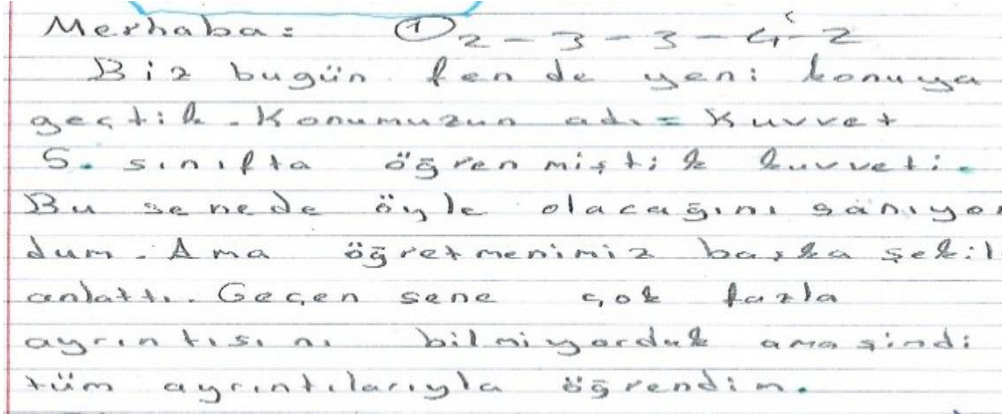 Merhaba: ① 2-3-3-4-2
Biz bugün fen de yeni konuya
geçtik. Konumuzun adı = Kuvvet
5. sınıfta öğrenmiştik kuvveti.
Bu senede öyle olacağını sanıyor
dum. Ama öğretmenimiz başka şekil
anlattı. Geçen sene çok fazla
ayrıntısını bilmiyorduk ama şindi
tüm ayrıntılarıyla öğrendim.